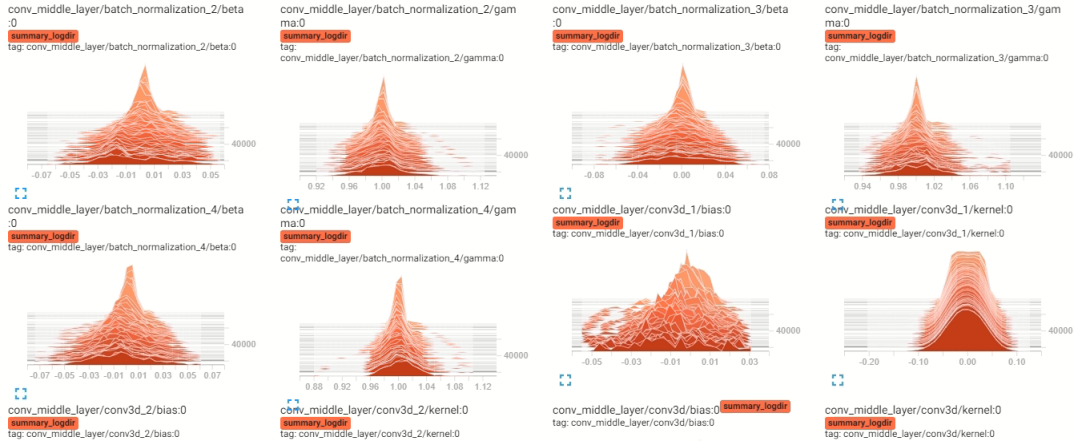 conv_middle_layer/batch_normalization_2/beta
:0
summary_logdir
tag: conv_middle_layer/batch_normalization_2/beta:0
40000
-0.07 -0.05 -0.03 -0.01 0.01 0.03 0.05
conv_middle_layer/batch_normalization_2/gam
ma:0
summary_logdir
tag:
conv_middle_layer/batch_normalization_2/gamma:0
40000
0.92 0.96 1.00 1.04 1.08 1.12
conv_middle_layer/batch_normalization_3/beta
:0
summary_logdir
tag: conv_middle_layer/batch_normalization_3/beta:0
40000
-0.08 -0.04 0.00 0.04 0.08
conv_middle_layer/batch_normalization_3/gam
ma:0
summary_logdir
tag:
conv_middle_layer/batch_normalization_3/gamma:0
40000
0.94 0.98 1.02 1.06 1.10
conv_middle_layer/batch_normalization_4/beta
:0
summary_logdir
tag: conv_middle_layer/batch_normalization_4/beta:0
40000
-0.07 -0.05 -0.03 -0.01 0.01 0.03 0.05 0.07
conv_middle_layer/batch_normalization_4/gam
ma:0
summary_logdir
tag:
conv_middle_layer/batch_normalization_4/gamma:0
40000
0.88 0.92 0.96 1.00 1.04 1.08 1.12
conv_middle_layer/conv3d_1/bias:0
summary_logdir
tag: conv_middle_layer/conv3d_1/bias:0
40000
-0.05 -0.03 -0.01 0.01 0.03
conv_middle_layer/conv3d_1/kernel:0
summary_logdir
tag: conv_middle_layer/conv3d_1/kernel:0
40000
-0.20 -0.10 0.00 0.10
conv_middle_layer/conv3d_2/bias:0
summary_logdir
tag: conv_middle_layer/conv3d_2/bias:0
conv_middle_layer/conv3d_2/kernel:0
summary_logdir
tag: conv_middle_layer/conv3d_2/kernel:0
conv_middle_layer/conv3d/bias:0 summary_logdir
tag: conv_middle_layer/conv3d/bias:0
conv_middle_layer/conv3d/kernel:0
summary_logdir
tag: conv_middle_layer/conv3d/kernel:0